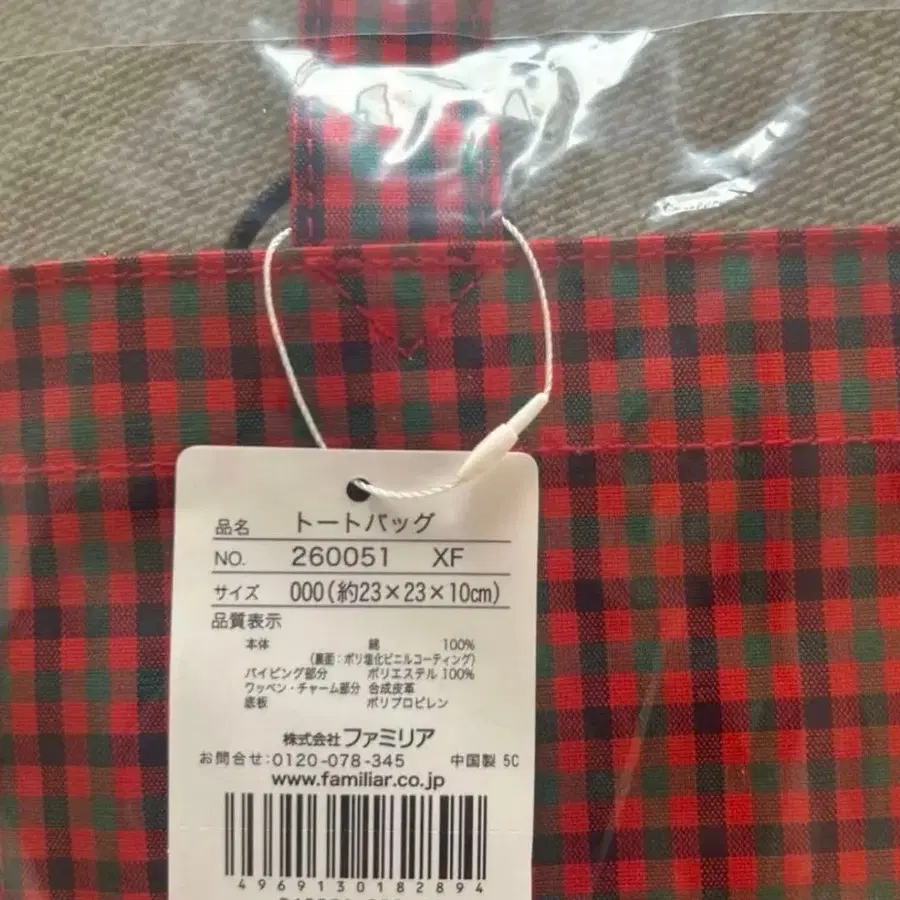 品名 トートバッグ
NO. 260051 XF
サイズ 000(約23×23×10cm)
品質表示
本体 綿 100%
(裏面:ポリ塩化ビニルコーティング)
パイピング部分 ポリエステル100%
ワッペン・チャーム部分 合成皮革
底板 ポリプロピレン
株式会社ファミリア
お問合せ:0120-078-345 中国製 5C
www.familiar.co.jp
4969130182894